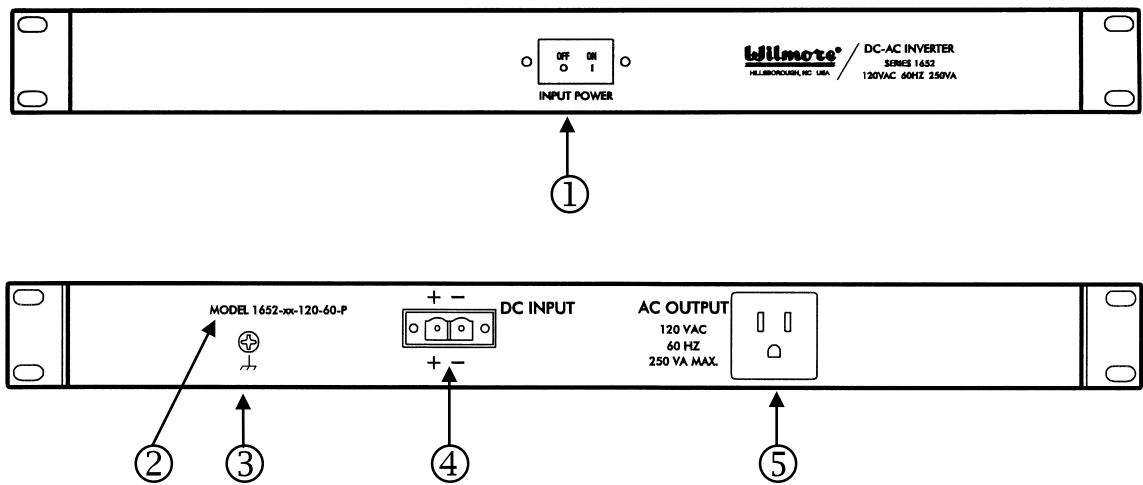 OFF ON
O I
INPUT POWER
Wilmore®
HILLSBOROUGH, NC USA
DC-AC INVERTER
SERIES 1652
120VAC 60HZ 250VA
1
MODEL 1652-xx-120-60-P
+ −
DC INPUT
+ −
AC OUTPUT
120 VAC
60 HZ
250 VA MAX.
2
3
4
5